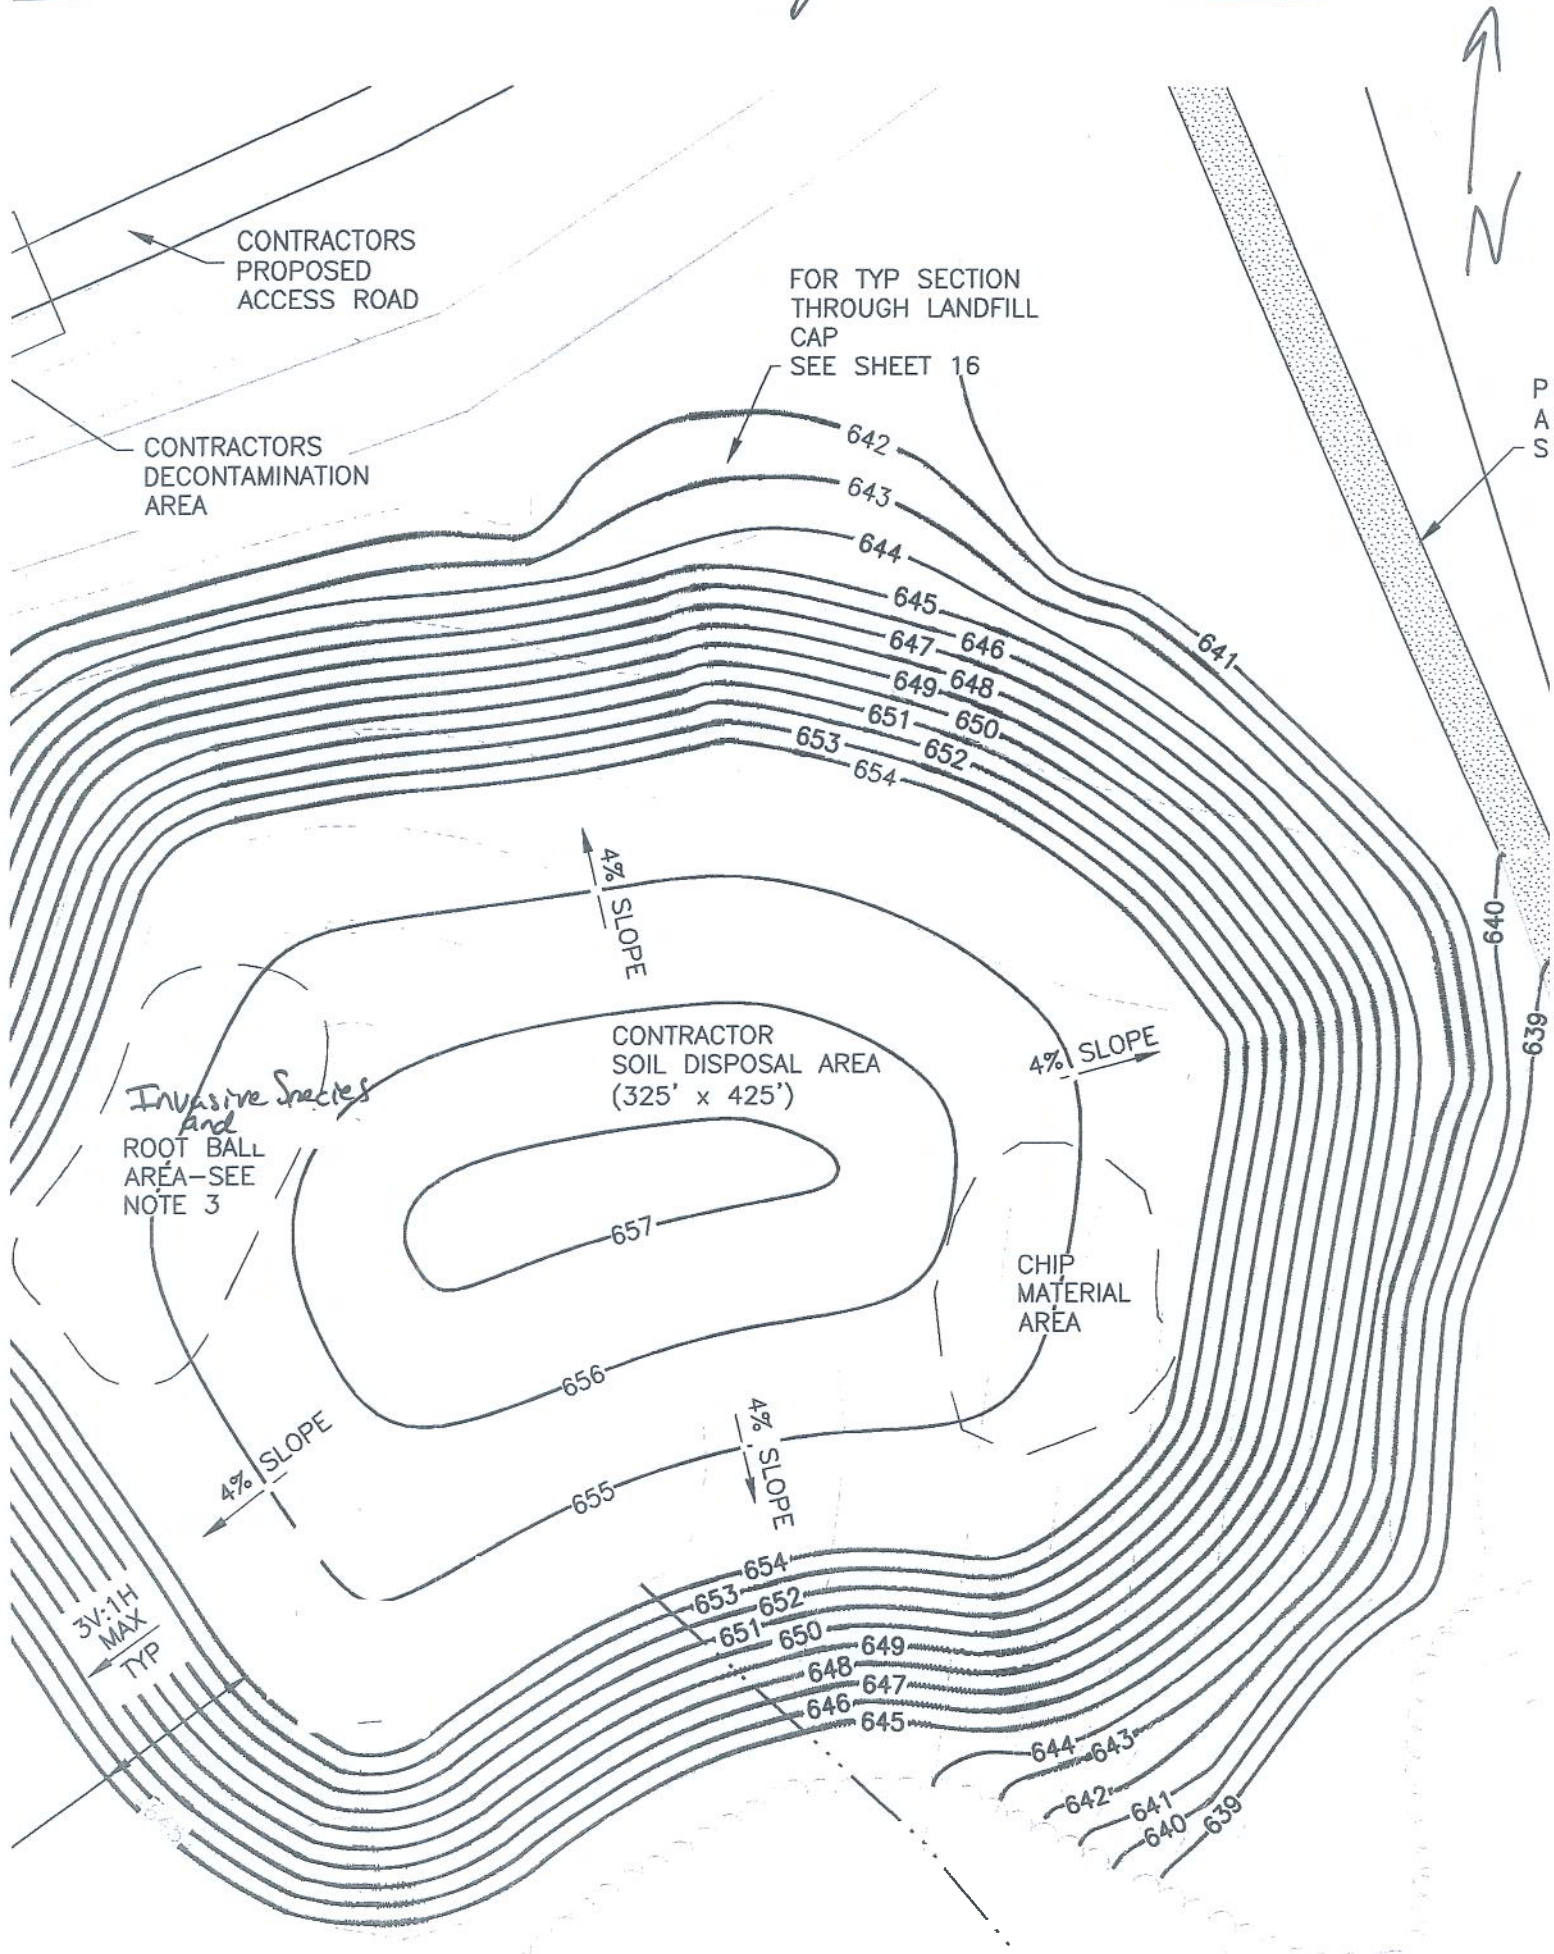 N
CONTRACTORS
PROPOSED
ACCESS ROAD
FOR TYP SECTION
THROUGH LANDFILL
CAP
SEE SHEET 16
P
A
S
CONTRACTORS
DECONTAMINATION
AREA
642
643
644
645
646
647
648
649
650
651
652
653
654
641
640
639
4% SLOPE
4% SLOPE
CONTRACTOR
SOIL DISPOSAL AREA
(325' x 425')
Invasive Species
and
ROOT BALL
AREA-SEE
NOTE 3
657
CHIP
MATERIAL
AREA
656
4% SLOPE
4% SLOPE
655
3V:1H
MAX
TYP
654
653
652
651
650
649
648
647
646
645
644
643
642
641
640
639